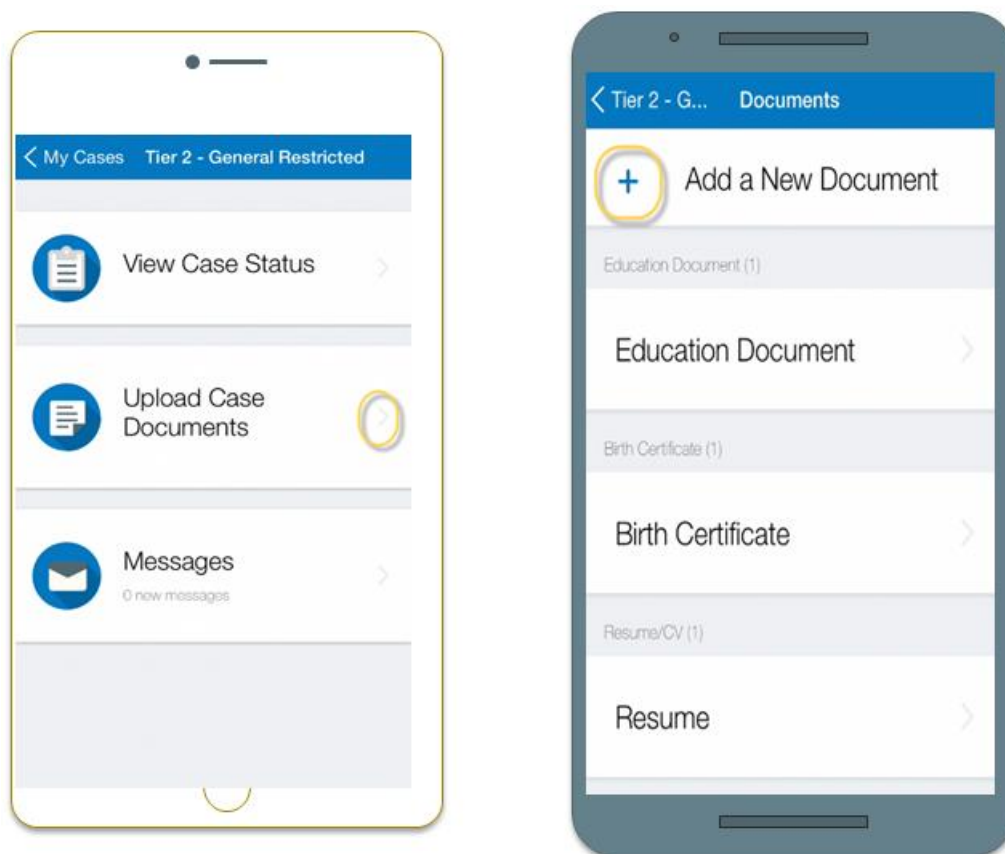 My Cases Tier 2 - General Restricted
View Case Status
Upload Case
Documents
Messages
0 new messages
Tier 2 - G... Documents
+ Add a New Document
Education Document (1)
Education Document
Birth Certificate (1)
Birth Certificate
Resume/CV (1)
Resume